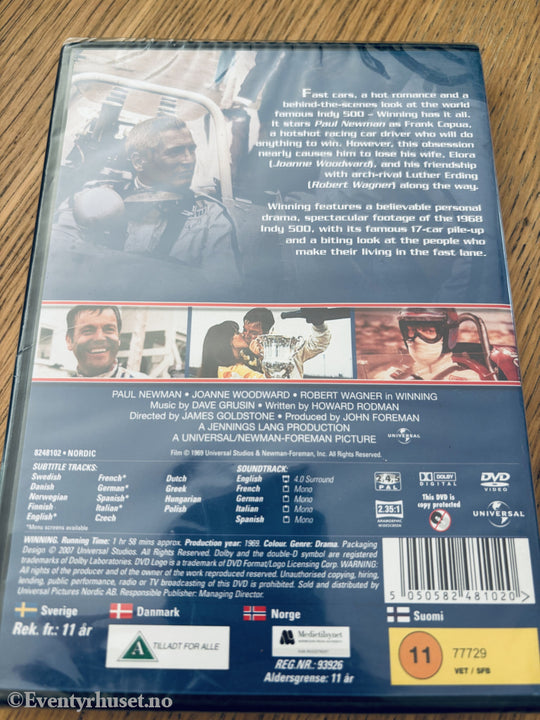 Fast cars, a hot romance and a
behind-the-scenes look at the world
famous Indy 500 – Winning has it all.
It stars Paul Newman as Frank Capua,
a hotshot racing car driver who will do
anything to win. However, this obsession
nearly causes him to lose his wife, Elora
(Joanne Woodward), and his friendship
with arch-rival Luther Erding
(Robert Wagner) along the way.
Winning features a believable personal
drama, spectacular footage of the 1968
Indy 500, with its famous 17-car pile-up
and a biting look at the people who
make their living in the fast lane.
PAUL NEWMAN • JOANNE WOODWARD • ROBERT WAGNER in WINNING
Music by DAVE GRUSIN • Written by HOWARD RODMAN
Directed by JAMES GOLDSTONE • Produced by JOHN FOREMAN
A JENNINGS LANG PRODUCTION
A UNIVERSAL/NEWMAN-FOREMAN PICTURE
UNIVERSAL
8248102 • NORDIC
Film © 1969 Universal Studios & Newman-Foreman, Inc. All Rights Reserved.
SUBTITLE TRACKS:
Swedish French* Dutch
Danish German* Greek
Norwegian Spanish* Hungarian
Finnish Italian* Polish
English* Czech
*Menu screens available
SOUNDTRACK:
English 4.0 Surround
French Mono
German Mono
Italian Mono
Spanish Mono
2, 4
PAL
DOLBY
DIGITAL
DVD
VIDEO
2.35:1
ANAMORPHIC
WIDESCREEN
This DVD is
copy protected
UNIVERSAL
WINNING. Running Time: 1 hr 58 mins approx. Production year: 1969. Colour. Genre: Drama. Packaging
Design © 2007 Universal Studios. All Rights Reserved. Dolby and the double-D symbol are registered
trademarks of Dolby Laboratories. DVD Logo is a trademark of DVD Format/Logo Licensing Corp. WARNING:
All rights of the producer and of the owner of the work reproduced reserved. Unauthorised copying, hiring,
lending, public performance, radio or TV broadcasting of this DVD is prohibited. Sold and distributed by
Universal Pictures Nordic AB. Responsible Publisher: Managing Director.
5 050582 481020
Sverige
Rek. fr.: 11 år
Danmark
A
TILLADT FOR ALLE
Norge
Medietilsynet
REG.NR.: 93926
Aldersgrense: 11 år
Suomi
11
77729
VET / SFB
©Eventyrhuset.no